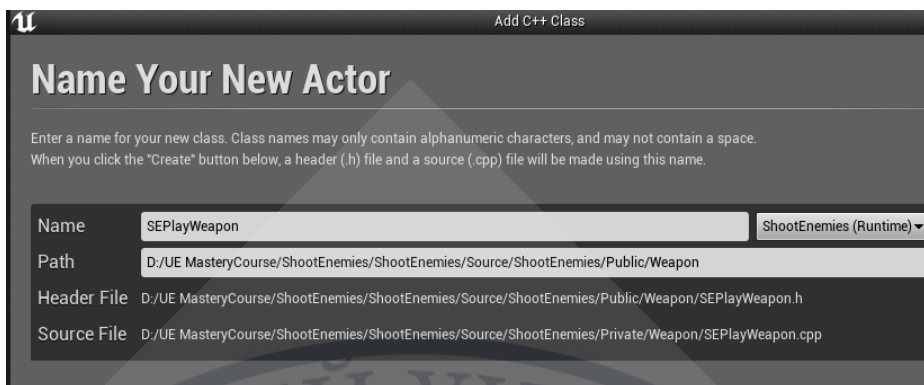 Add C++ Class
Name Your New Actor
Enter a name for your new class. Class names may only contain alphanumeric characters, and may not contain a space.
When you click the "Create" button below, a header (.h) file and a source (.cpp) file will be made using this name.
Name SEPlayWeapon ShootEnemies (Runtime)
Path D:/UE MasteryCourse/ShootEnemies/ShootEnemies/Source/ShootEnemies/Public/Weapon
Header File D:/UE MasteryCourse/ShootEnemies/ShootEnemies/Source/ShootEnemies/Public/Weapon/SEPlayWeapon.h
Source File D:/UE MasteryCourse/ShootEnemies/ShootEnemies/Source/ShootEnemies/Private/Weapon/SEPlayWeapon.cpp